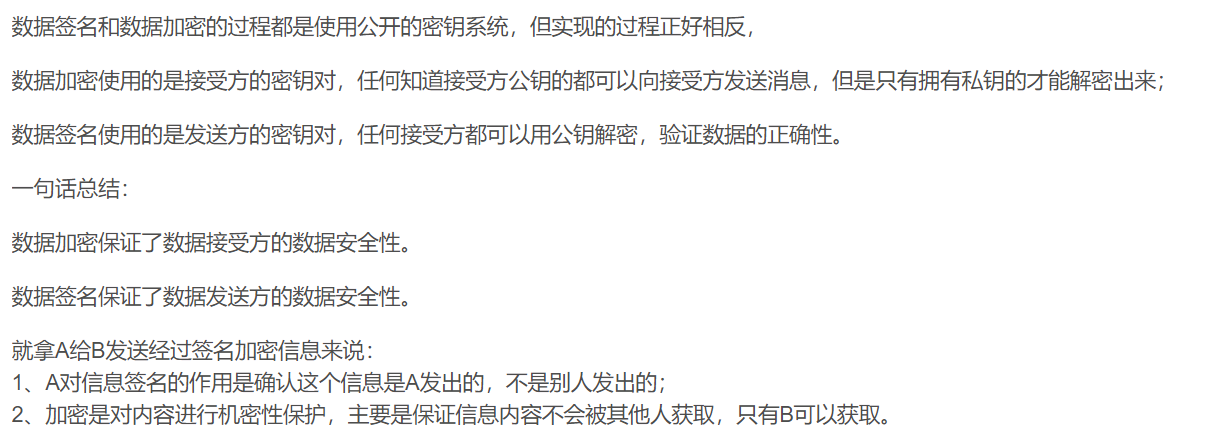 数据签名和数据加密的过程都是使用公开的密钥系统，但实现的过程正好相反，
数据加密使用的是接受方的密钥对，任何知道接受方公钥的都可以向接受方发送消息，但是只有拥有私钥的才能解密出来；
数据签名使用的是发送方的密钥对，任何接受方都可以用公钥解密，验证数据的正确性。
一句话总结：
数据加密保证了数据接受方的数据安全性。
数据签名保证了数据发送方的数据安全性。
就拿A给B发送经过签名加密信息来说：
1、A对信息签名的作用是确认这个信息是A发出的，不是别人发出的；
2、加密是对内容进行机密性保护，主要是保证信息内容不会被其他人获取，只有B可以获取。